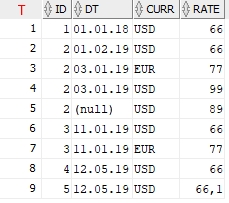 T ID DT CURR RATE
1 1 01.01.18 USD 66
2 2 01.02.19 USD 66
3 2 03.01.19 EUR 77
4 2 03.01.19 USD 99
5 2 (null) USD 89
6 3 11.01.19 USD 66
7 3 11.01.19 EUR 77
8 4 12.05.19 USD 66
9 5 12.05.19 USD 66,1